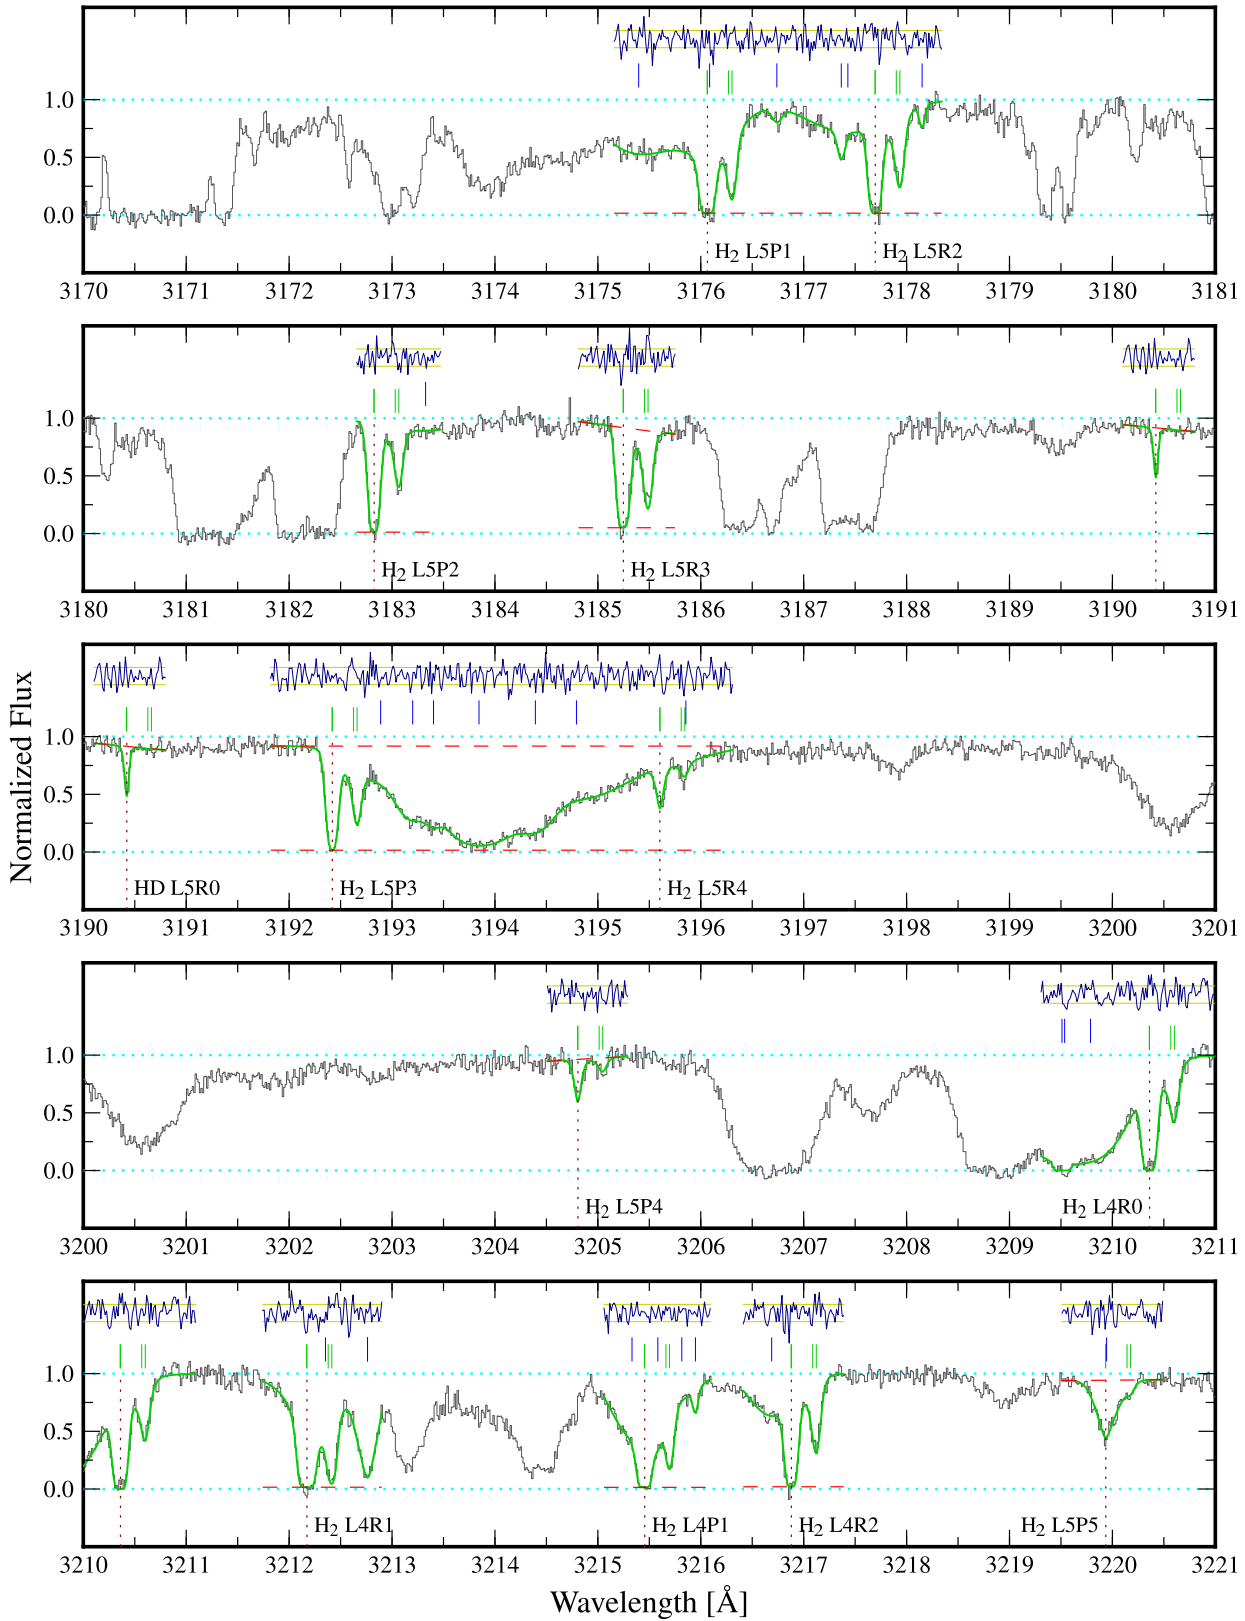 1.0
0.5
0.0
H2 L5P1
H2 L5R2
3170 3171 3172 3173 3174 3175 3176 3177 3178 3179 3180 3181
1.0
0.5
0.0
H2 L5P2
H2 L5R3
3180 3181 3182 3183 3184 3185 3186 3187 3188 3189 3190 3191
Normalized Flux
1.0
0.5
0.0
HD L5R0
H2 L5P3
H2 L5R4
3190 3191 3192 3193 3194 3195 3196 3197 3198 3199 3200 3201
1.0
0.5
0.0
H2 L5P4
H2 L4R0
3200 3201 3202 3203 3204 3205 3206 3207 3208 3209 3210 3211
1.0
0.5
0.0
H2 L4R1
H2 L4P1
H2 L4R2
H2 L5P5
3210 3211 3212 3213 3214 3215 3216 3217 3218 3219 3220 3221
Wavelength [Å]